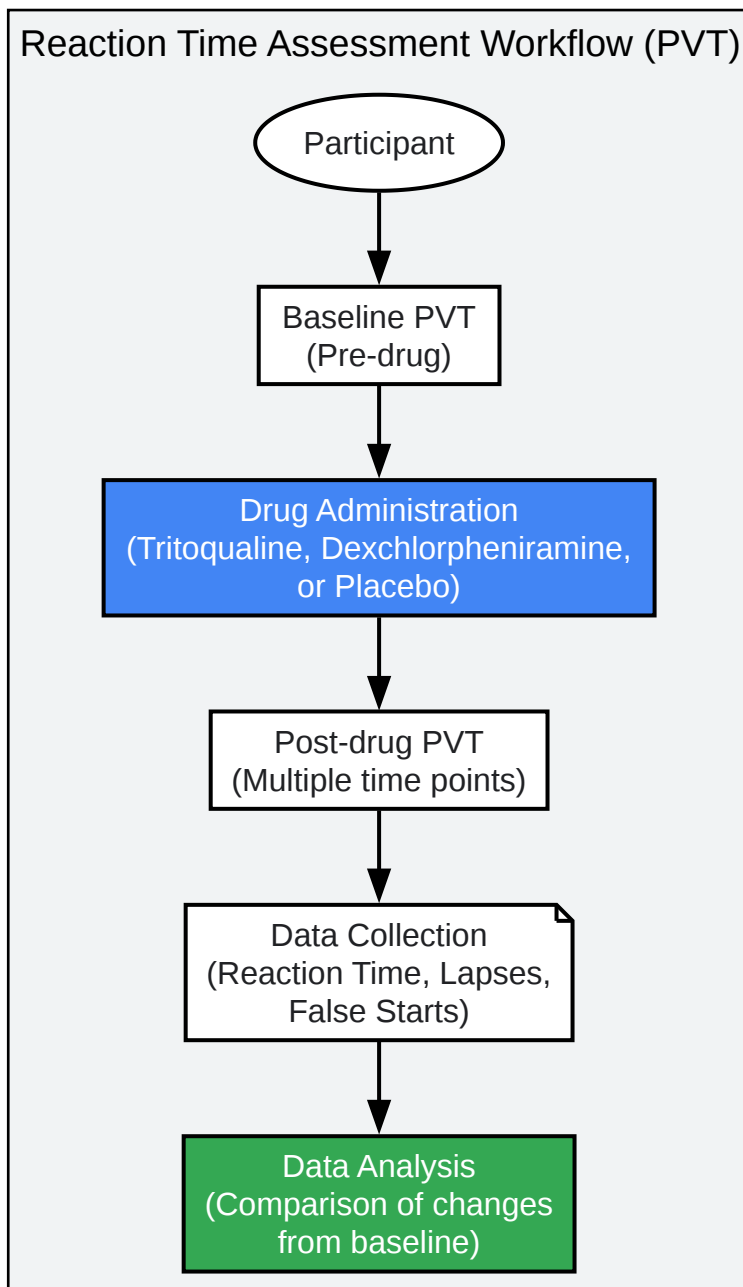 Reaction Time Assessment Workflow (PVT)
Participant
Baseline PVT
(Pre-drug)
Drug Administration
(Tritoqualine, Dexchlorpheniramine,
or Placebo)
Post-drug PVT
(Multiple time points)
Data Collection
(Reaction Time, Lapses,
False Starts)
Data Analysis
(Comparison of changes
from baseline)